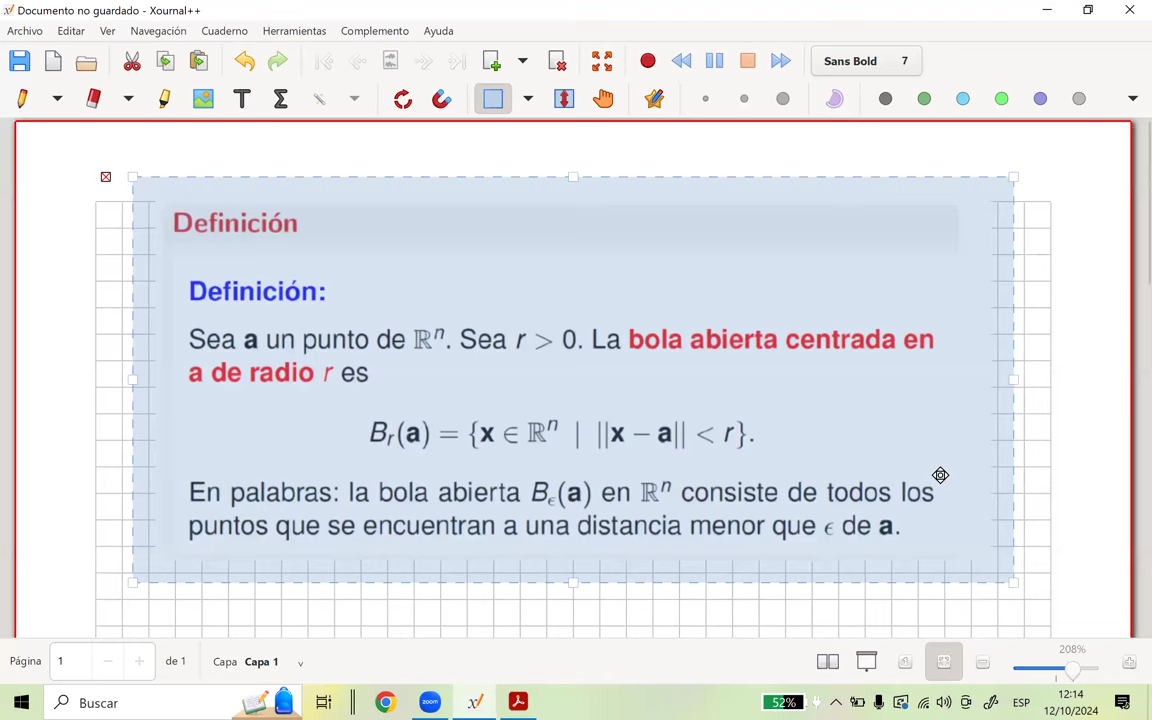 Documento no guardado - Xournal++
Archivo Editar Ver Navegación Cuaderno Herramientas Complemento Ayuda
Sans Bold 7
Definición
Definición:
Sea a un punto de ℝⁿ. Sea r > 0. La bola abierta centrada en
a de radio r es
Bᵣ(a) = {x ∈ ℝⁿ | ||x − a|| < r}.
En palabras: la bola abierta B_ϵ(a) en ℝⁿ consiste de todos los
puntos que se encuentran a una distancia menor que ϵ de a.
Página 1 de 1 Capa Capa 1 208%
Buscar zoom 52% ESP 12:14
12/10/2024